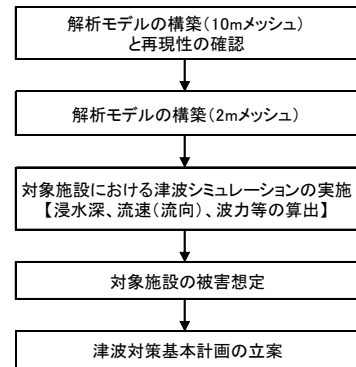 解析モデルの構築(10mメッシュ)
と再現性の確認
解析モデルの構築(2mメッシュ)
対象施設における津波シミュレーションの実施
【浸水深、流速(流向)、波力等の算出】
対象施設の被害想定
津波対策基本計画の立案